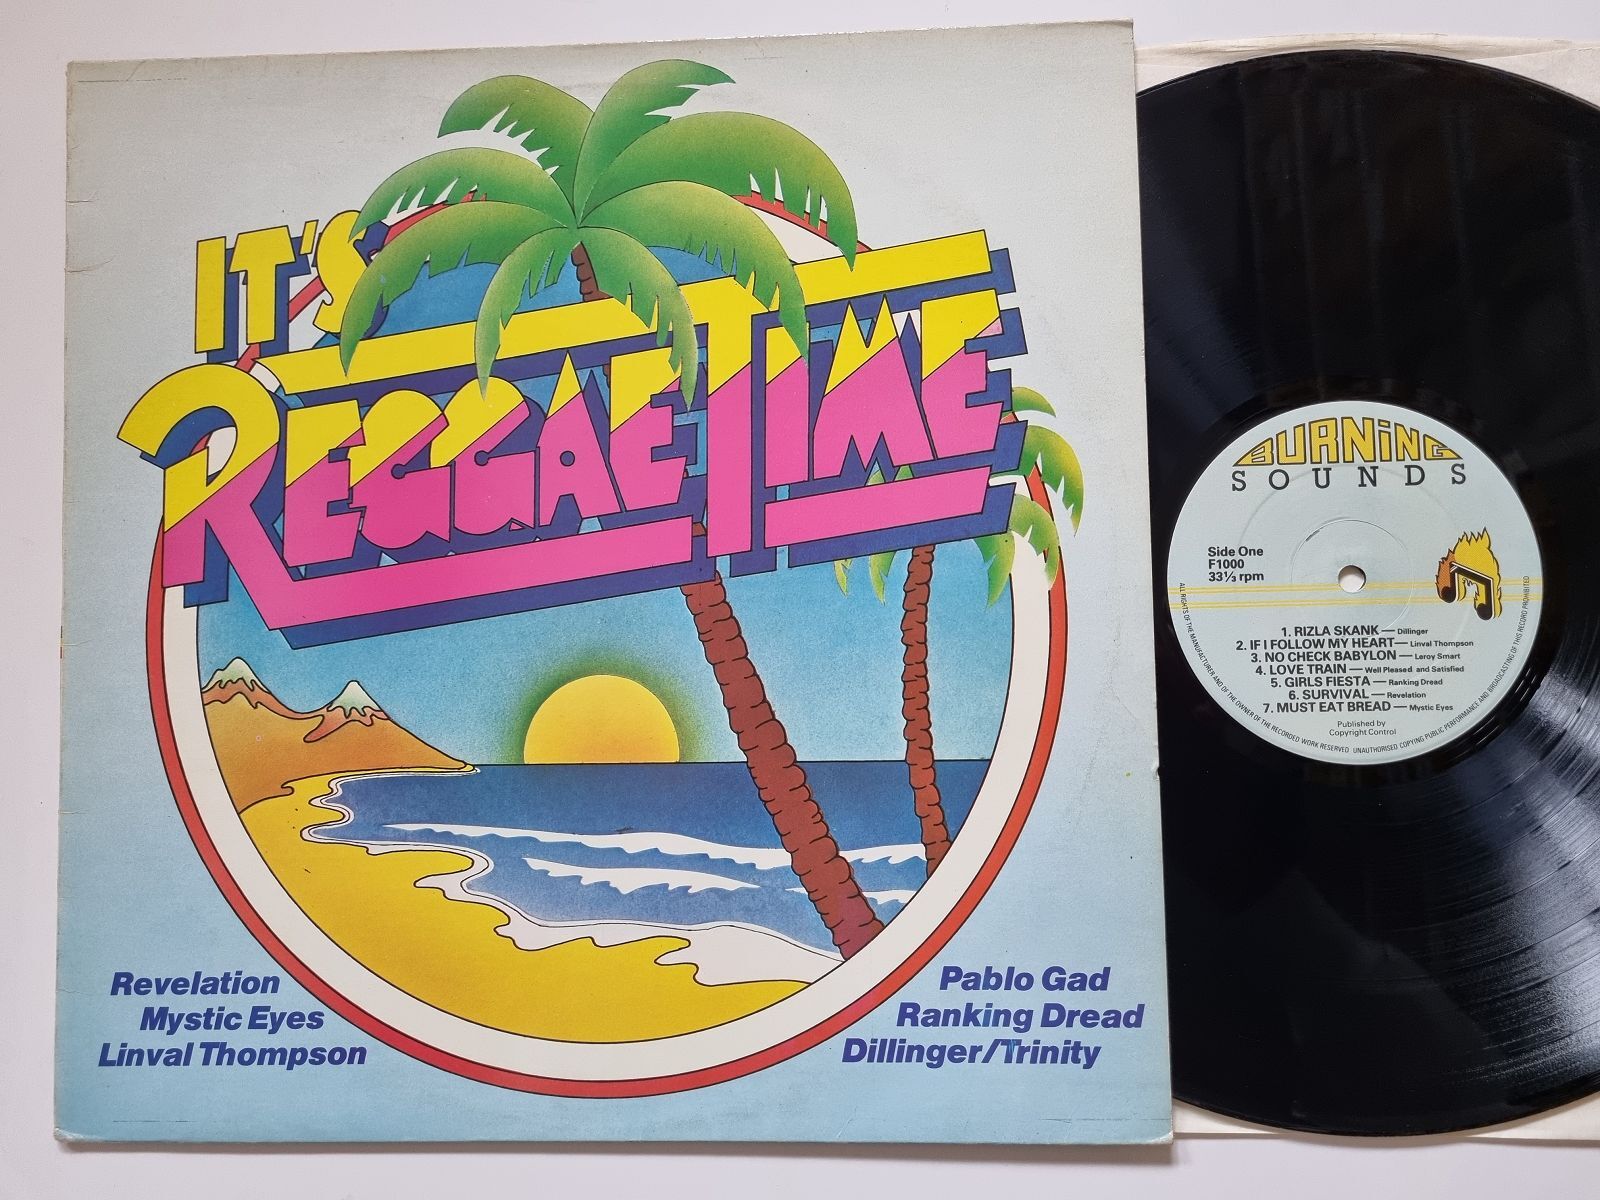 IT'S
REGGAE TIME
Revelation
Mystic Eyes
Linval Thompson
Pablo Gad
Ranking Dread
Dillinger/Trinity
BURNiNG
SOUNDS
Side One
F1000
33⅓ rpm
1. RIZLA SKANK — Dillinger
2. IF I FOLLOW MY HEART — Linval Thompson
3. NO CHECK BABYLON — Leroy Smart
4. LOVE TRAIN — Well Pleased and Satisfied
5. GIRLS FIESTA — Ranking Dread
6. SURVIVAL — Revelation
7. MUST EAT BREAD — Mystic Eyes
Published by
Copyright Control
ALL RIGHTS OF THE MANUFACTURER AND OF THE OWNER OF THE RECORDED WORK RESERVED UNAUTHORISED COPYING PUBLIC PERFORMANCE AND BROADCASTING OF THIS RECORD PROHIBITED